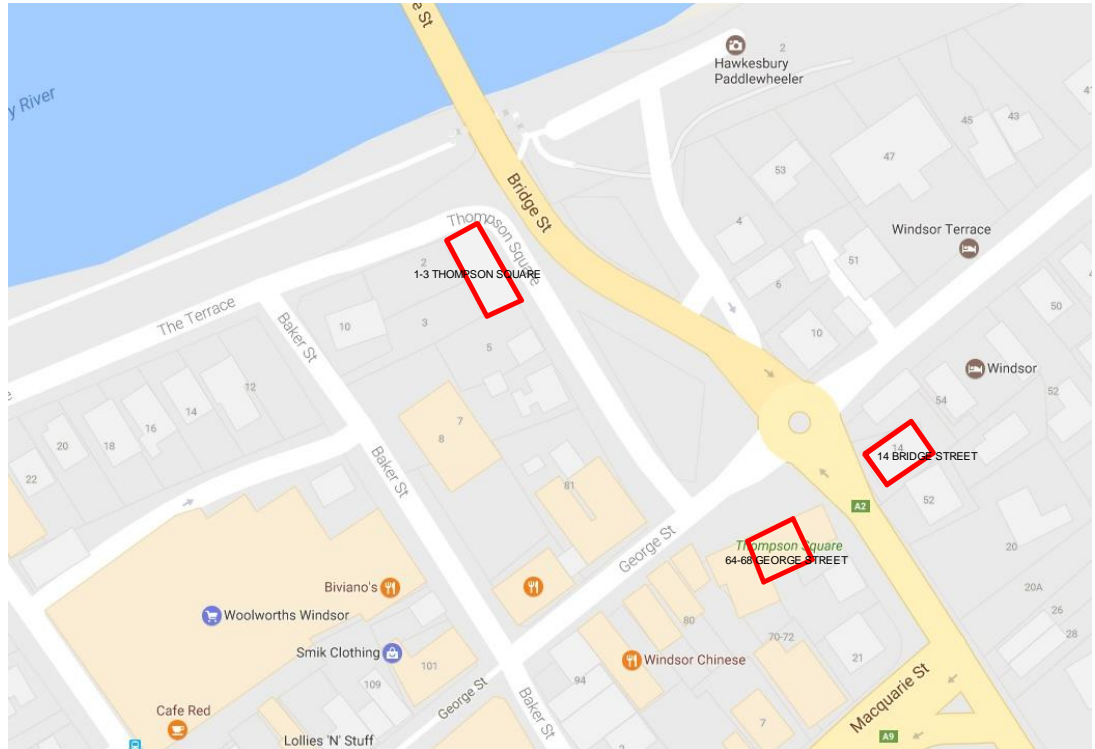 e St
2
Hawkesbury
Paddlewheeler
y River
45
43
47
53
Bridge St
Thompson Square
4
Windsor Terrace
2
1-3 THOMPSON SQUARE
51
6
The Terrace
Baker St
10
3
5
10
50
Windsor
12
54
52
14
16
18
20
7
8
14
14 BRIDGE STREET
22
Baker St
81
52
A2
George St
Thompson Square
64-68 GEORGE STREET
20
Biviano's
20A
Woolworths Windsor
80
26
28
70-72
Smik Clothing
101
Windsor Chinese
21
109
94
George St
Baker St
Macquarie St
Cafe Red
7
A9
Lollies 'N' Stuff